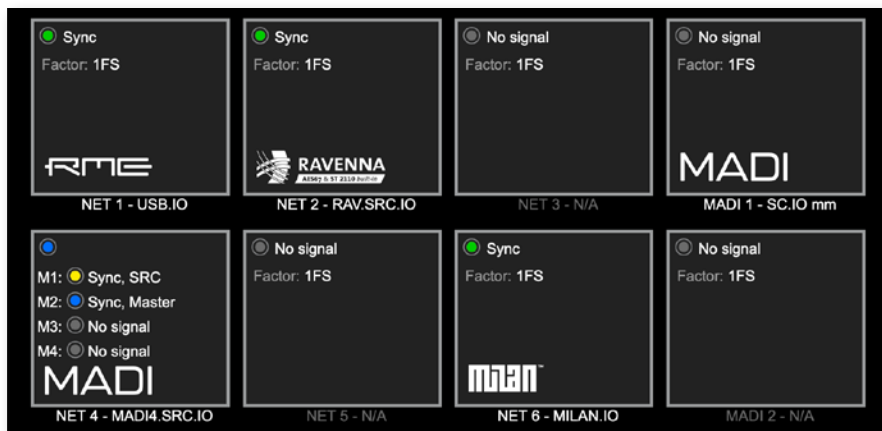 Sync
Factor: 1FS
RME
NET 1 - USB.IO
Sync
Factor: 1FS
RAVENNA
AES67 & ST 2110 built-in
NET 2 - RAV.SRC.IO
No signal
Factor: 1FS
NET 3 - N/A
No signal
Factor: 1FS
MADI
MADI 1 - SC.IO mm
M1: Sync, SRC
M2: Sync, Master
M3: No signal
M4: No signal
MADI
NET 4 - MADI4.SRC.IO
No signal
Factor: 1FS
NET 5 - N/A
Sync
Factor: 1FS
milan™
NET 6 - MILAN.IO
No signal
Factor: 1FS
MADI 2 - N/A